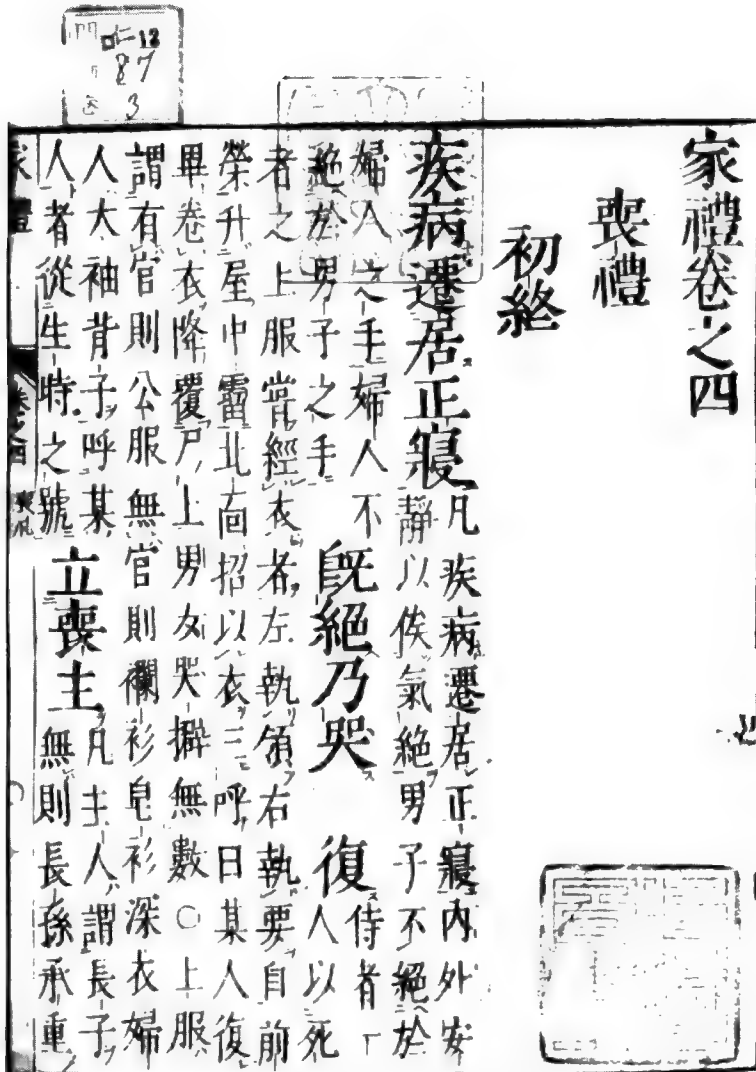 家禮卷之四
喪禮
初終
疾病遷居正寢凡疾病遷居正寢內外安
靜以俟氣絕男子不絕於
婦人之手婦人不
絕於男子之手
旣絕乃哭
復侍者一
人以死
者之上服嘗經衣者左執領右執要自前
榮升屋中霤北面招以衣三呼曰某人復
畢卷衣降覆尸上男女哭擗無數○上服
謂有官則公服無官則襴衫皂衫深衣婦
人大袖背子呼某
人者從生時之號
立喪主凡主人謂長子
無則長孫承重